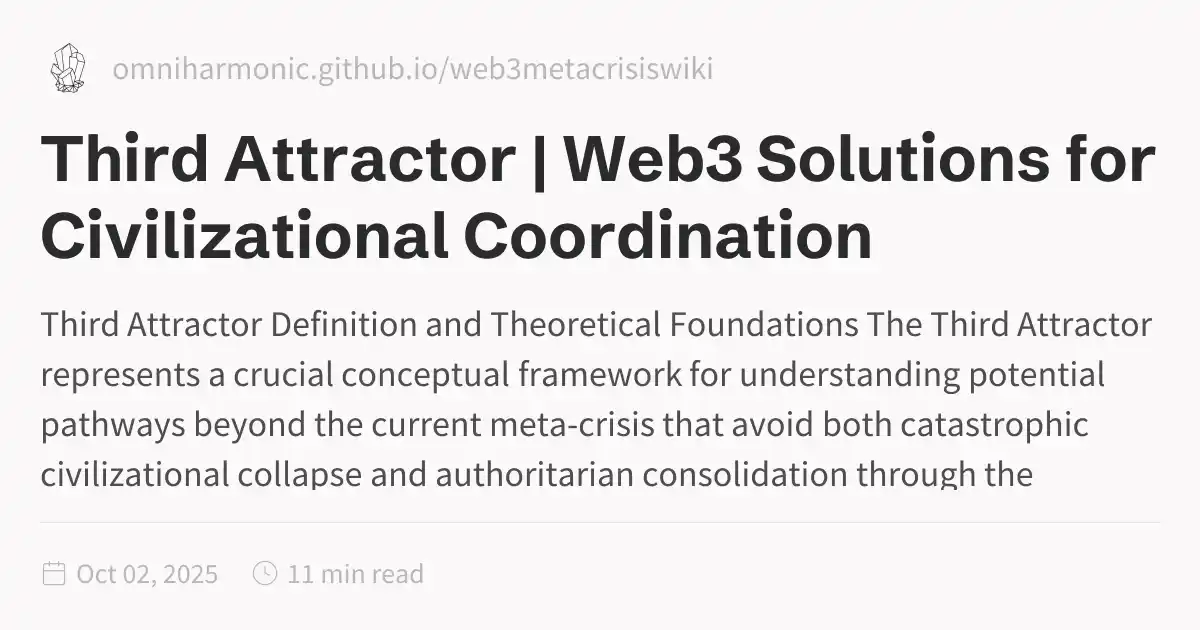 omniharmonic.github.io/web3metacrisiswiki
Third Attractor | Web3 Solutions for
Civilizational Coordination
Third Attractor Definition and Theoretical Foundations The Third Attractor
represents a crucial conceptual framework for understanding potential
pathways beyond the current meta-crisis that avoid both catastrophic
civilizational collapse and authoritarian consolidation through the
Oct 02, 2025
11 min read